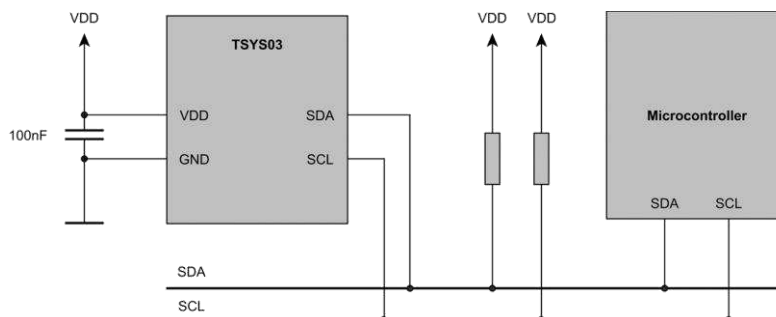 VDD
VDD
VDD
TSYS03
VDD
SDA
100nF
Microcontroller
GND
SCL
SDA
SCL
SDA
SCL